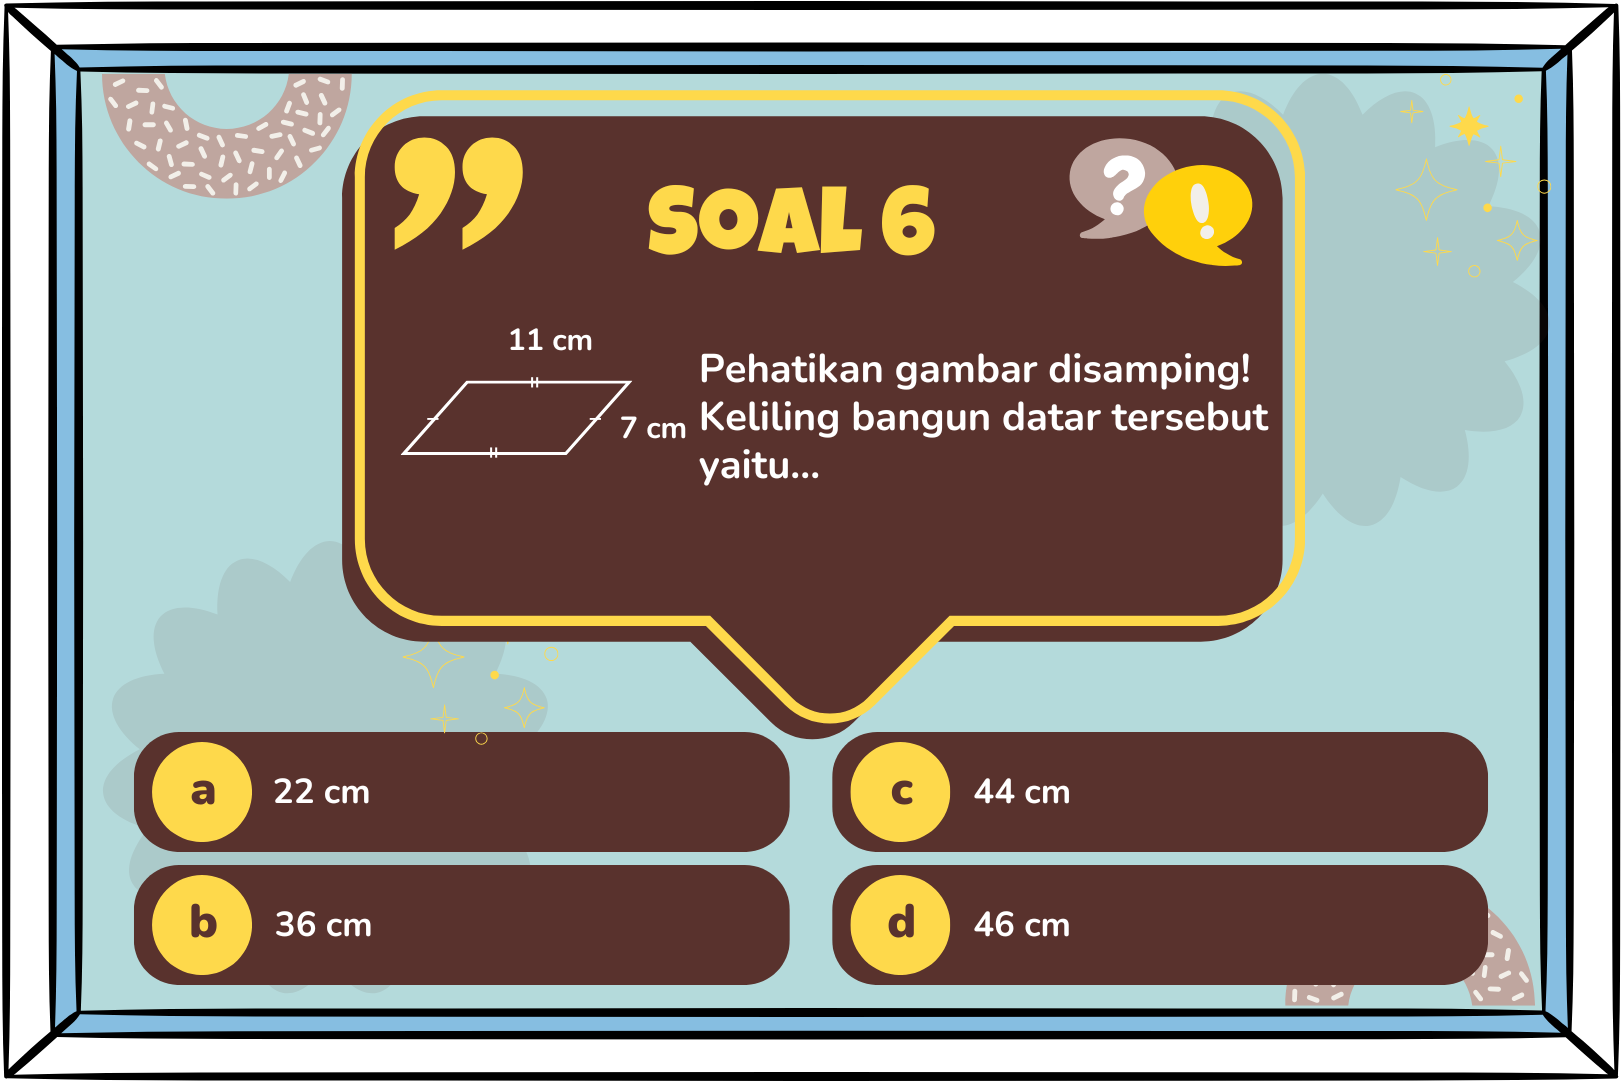 SOAL 6
11 cm
7 cm
Pehatikan gambar disamping!
Keliling bangun datar tersebut
yaitu...
a
22 cm
b
36 cm
c
44 cm
d
46 cm